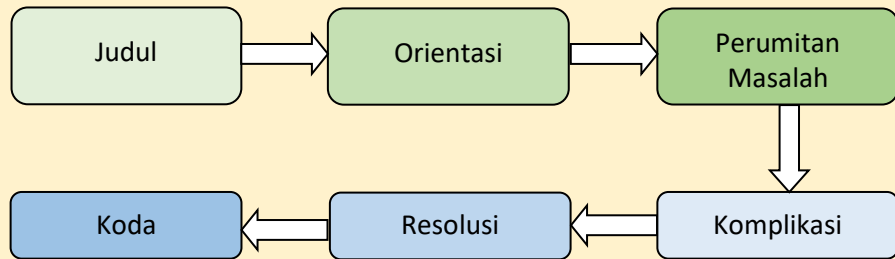 Judul
Orientasi
Perumitan
Masalah
Komplikasi
Resolusi
Koda